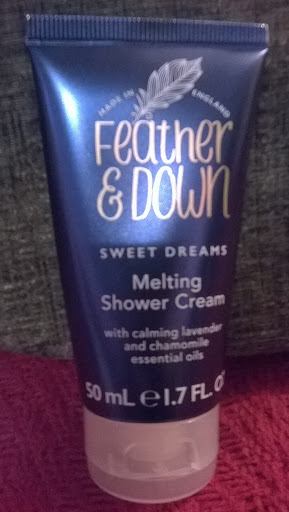 MADE IN ENGLAND
Feather
& DOWN
SWEET DREAMS
Melting
Shower Cream
with calming lavender
and chamomile
essential oils
50 mL e 1.7 FL.